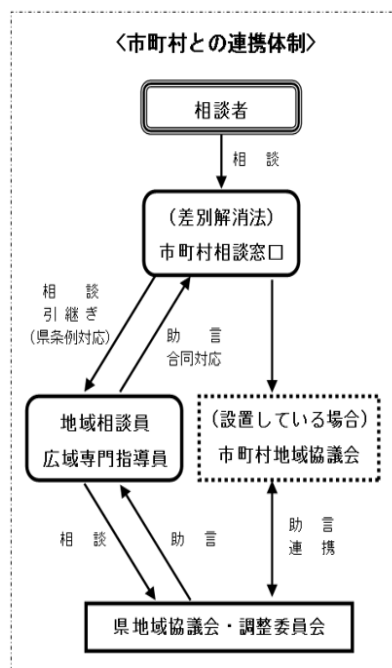 〈市町村との連携体制〉
相談者
相　談
(差別解消法)
市町村相談窓口
相　談
引継ぎ
(県条例対応)
助　言
合同対応
地域相談員
広域専門指導員
(設置している場合)
市町村地域協議会
相　談
助　言
助　言
連　携
県地域協議会・調整委員会